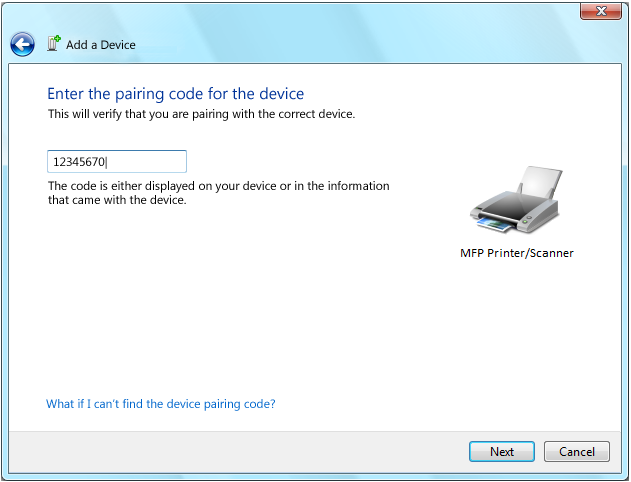 Add a Device
Enter the pairing code for the device
This will verify that you are pairing with the correct device.
12345670
The code is either displayed on your device or in the information
that came with the device.
MFP Printer/Scanner
What if I can't find the device pairing code?
Next
Cancel